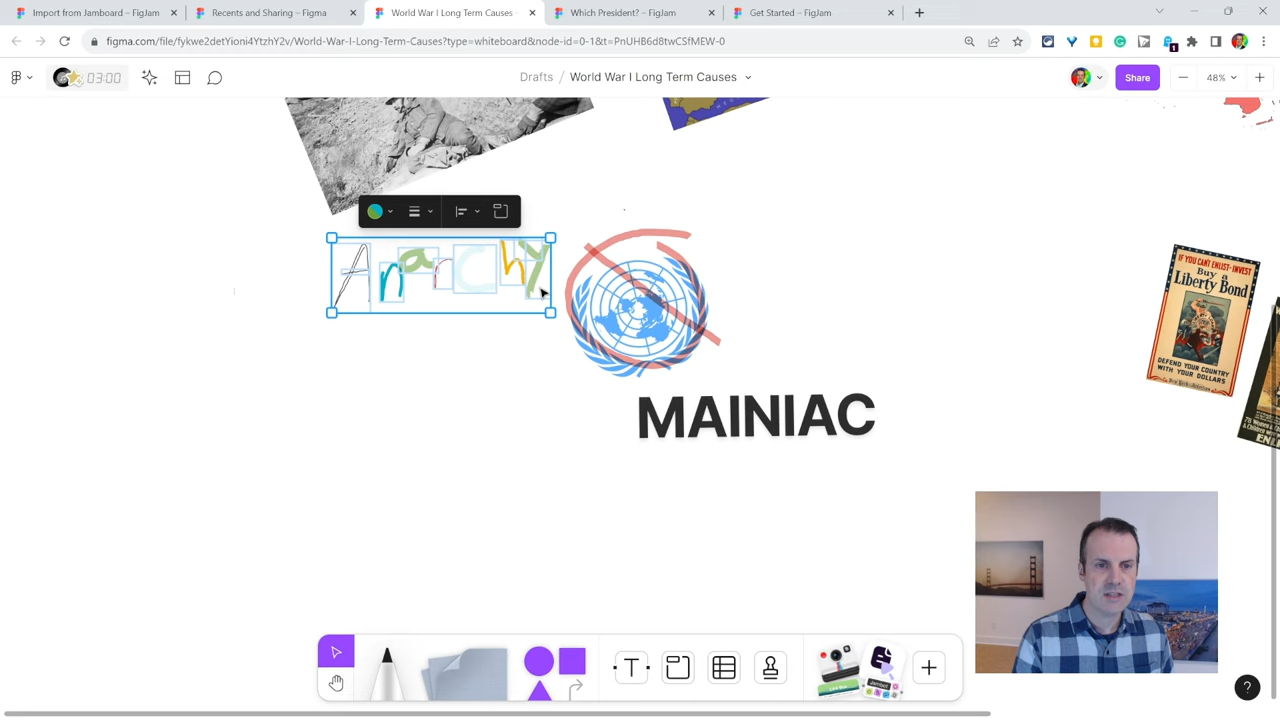 Import from Jamboard – FigJam
Recents and Sharing – Figma
World War I Long Term Causes -
Which President? – FigJam
Get Started – FigJam
figma.com/file/fykwe2detYioni4YtzhY2v/World-War-I-Long-Term-Causes?type=whiteboard&node-id=0-1&t=PnUHB6d8twCSfMEW-0
1
03:00
Drafts / World War I Long Term Causes
Share
48%
Anarchy
IF YOU CAN'T ENLIST - INVEST
Buy a
Liberty Bond
DEFEND YOUR COUNTRY
WITH YOUR DOLLARS
MAINIAC
T
?